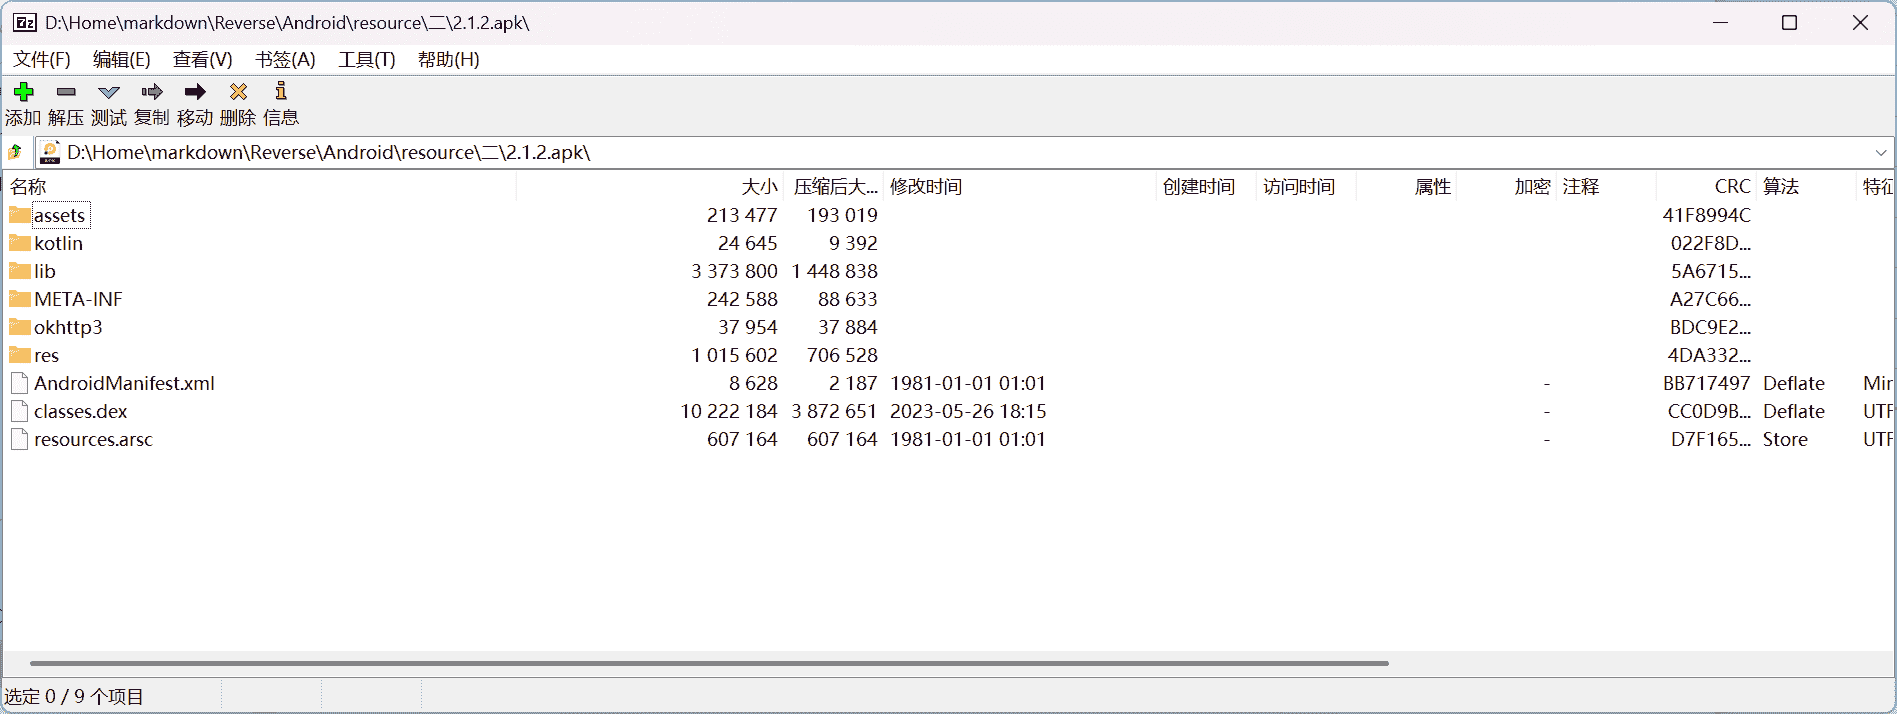 D:\Home\markdown\Reverse\Android\resource\二\2.1.2.apk\
文件(F) 编辑(E) 查看(V) 书签(A) 工具(T) 帮助(H)
添加 解压 测试 复制 移动 删除 信息
D:\Home\markdown\Reverse\Android\resource\二\2.1.2.apk\
名称 大小 压缩后大... 修改时间 创建时间 访问时间 属性 加密 注释 CRC 算法 特征
assets 213 477 193 019 41F8994C
kotlin 24 645 9 392 022F8D...
lib 3 373 800 1 448 838 5A6715...
META-INF 242 588 88 633 A27C66...
okhttp3 37 954 37 884 BDC9E2...
res 1 015 602 706 528 4DA332...
AndroidManifest.xml 8 628 2 187 1981-01-01 01:01 - BB717497 Deflate Mir
classes.dex 10 222 184 3 872 651 2023-05-26 18:15 - CC0D9B... Deflate UTF
resources.arsc 607 164 607 164 1981-01-01 01:01 - D7F165... Store UTF
选定 0 / 9 个项目